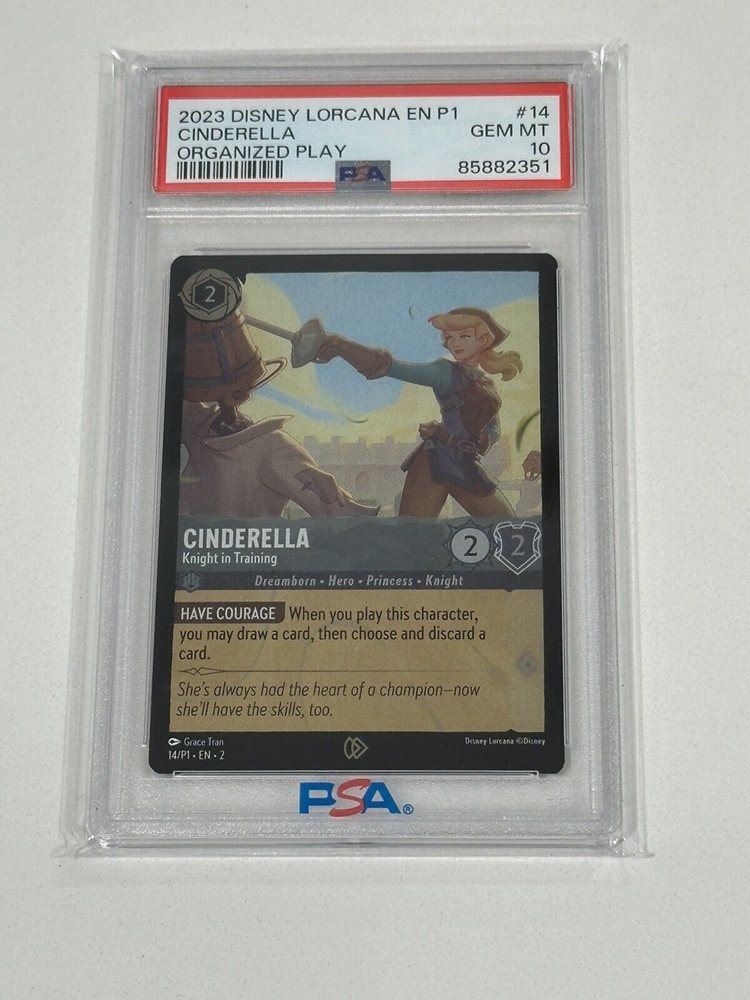 2023 DISNEY LORCANA EN P1 #14
CINDERELLA GEM MT
ORGANIZED PLAY 10
PSA 85882351
2
CINDERELLA
Knight in Training
2 2
Dreamborn • Hero • Princess • Knight
HAVE COURAGE When you play this character,
you may draw a card, then choose and discard a
card.
She's always had the heart of a champion—now
she'll have the skills, too.
Grace Tran Disney Lorcana ©Disney
14/P1 • EN • 2
PSA®